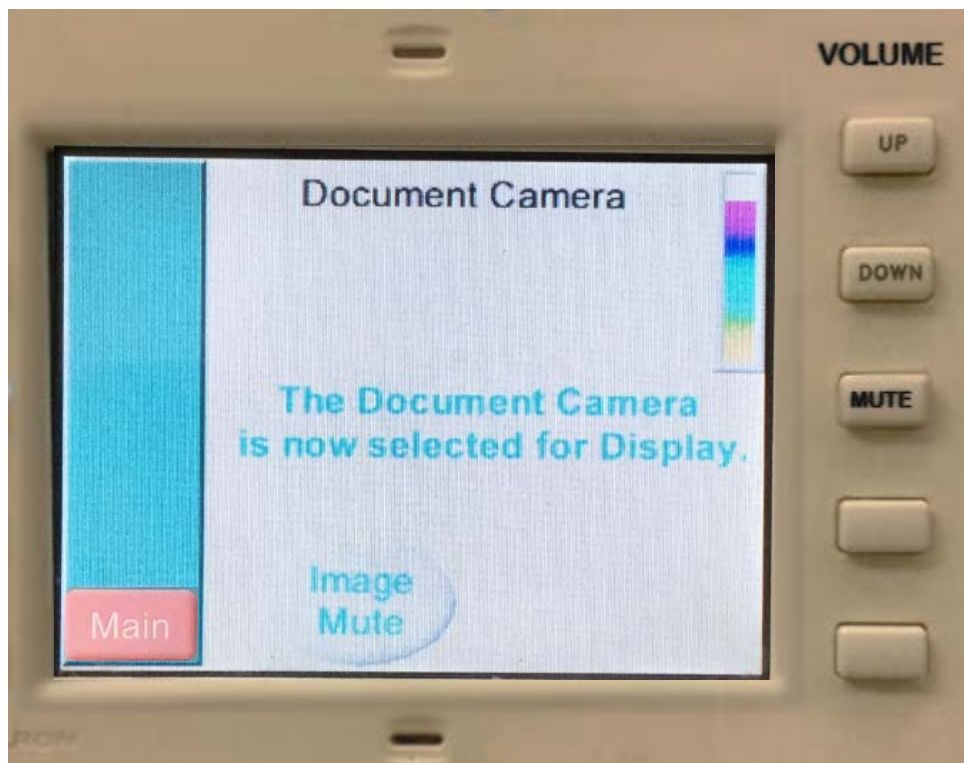 VOLUME
UP
Document Camera
DOWN
The Document Camera
is now selected for Display.
MUTE
Image
Mute
Main